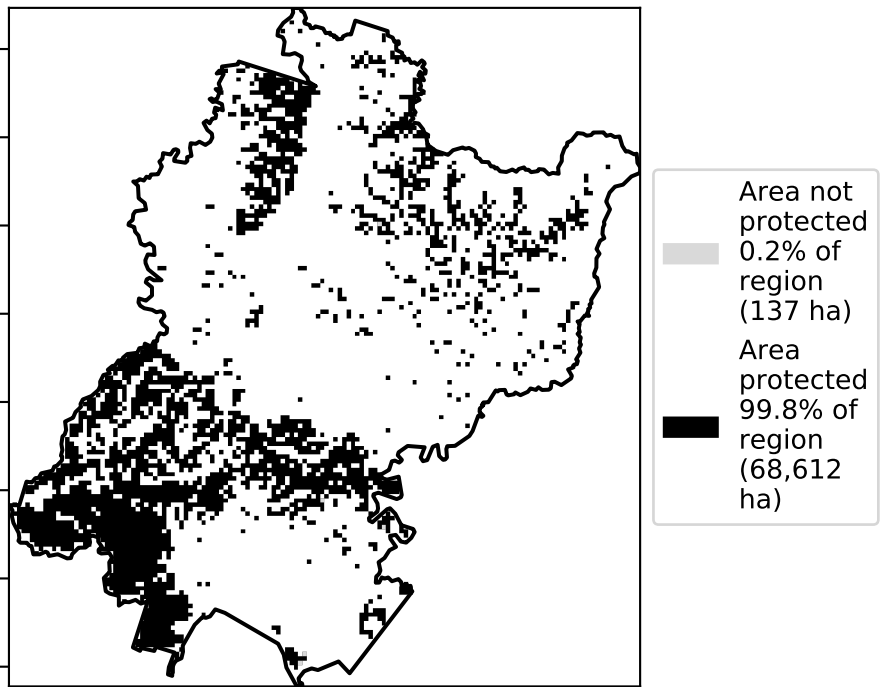 Area not
protected
0.2% of
region
(137 ha)
Area
protected
99.8% of
region
(68,612
ha)